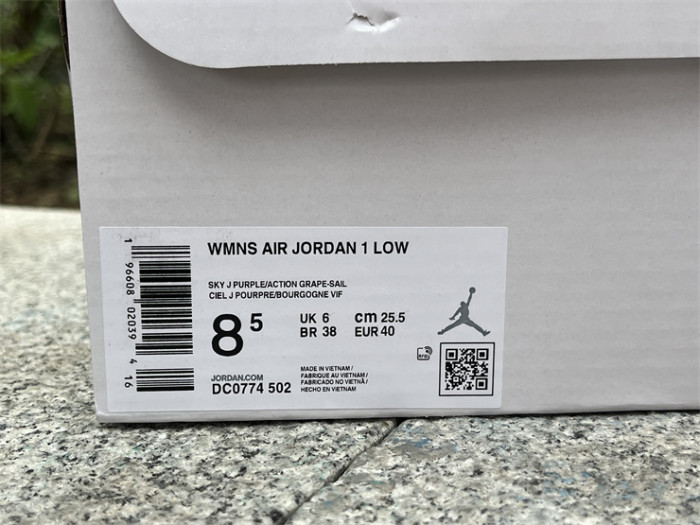 WMNS AIR JORDAN 1 LOW
SKY J PURPLE/ACTION GRAPE-SAIL
CIEL J POURPRE/BOURGOGNE VIF
8 5
UK 6 cm 25.5
BR 38 EUR 40
JORDAN.COM
DC0774 502
MADE IN VIETNAM /
FABRIQUE AU VIETNAM /
FABRICADO NO VIETNÃ /
HECHO EN VIETNAM
RFID
1 96608 02039 4 16